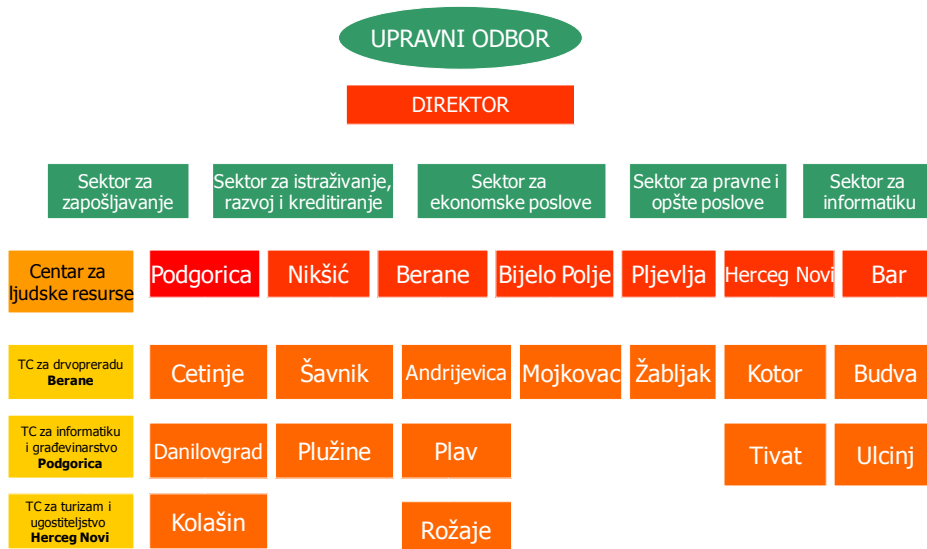 UPRAVNI ODBOR
DIREKTOR
Sektor za
zapošljavanje
Sektor za istraživanje,
razvoj i kreditiranje
Sektor za
ekonomske poslove
Sektor za pravne i
opšte poslove
Sektor za
informatiku
Centar za
ljudske resurse
Podgorica
Nikšić
Berane
Bijelo Polje
Pljevlja
Herceg Novi
Bar
TC za drvopreradu
Berane
Cetinje
Šavnik
Andrijevica
Mojkovac
Žabljak
Kotor
Budva
TC za informatiku
i građevinarstvo
Podgorica
Danilovgrad
Plužine
Plav
Tivat
Ulcinj
TC za turizam i
ugostiteljstvo
Herceg Novi
Kolašin
Rožaje